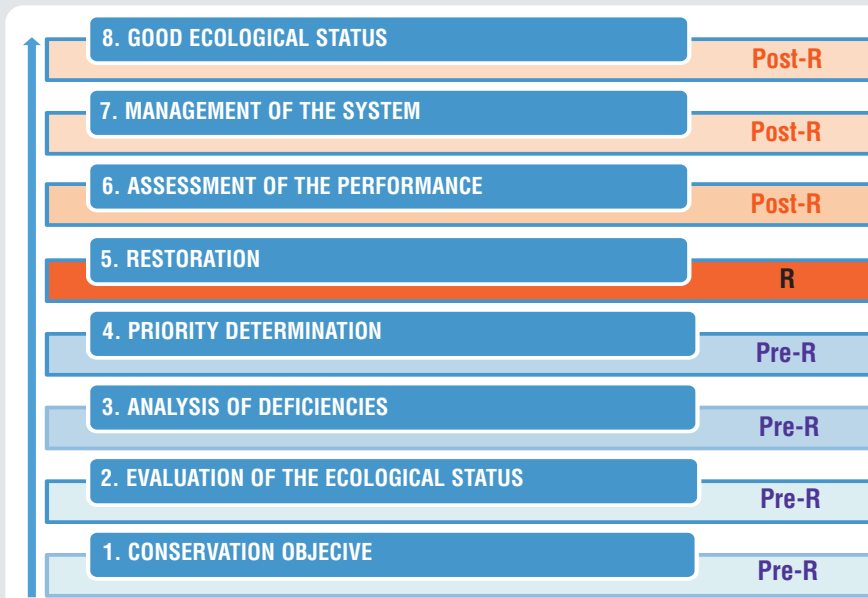 8. GOOD ECOLOGICAL STATUS
Post-R
7. MANAGEMENT OF THE SYSTEM
Post-R
6. ASSESSMENT OF THE PERFORMANCE
Post-R
5. RESTORATION
R
4. PRIORITY DETERMINATION
Pre-R
3. ANALYSIS OF DEFICIENCIES
Pre-R
2. EVALUATION OF THE ECOLOGICAL STATUS
Pre-R
1. CONSERVATION OBJECIVE
Pre-R